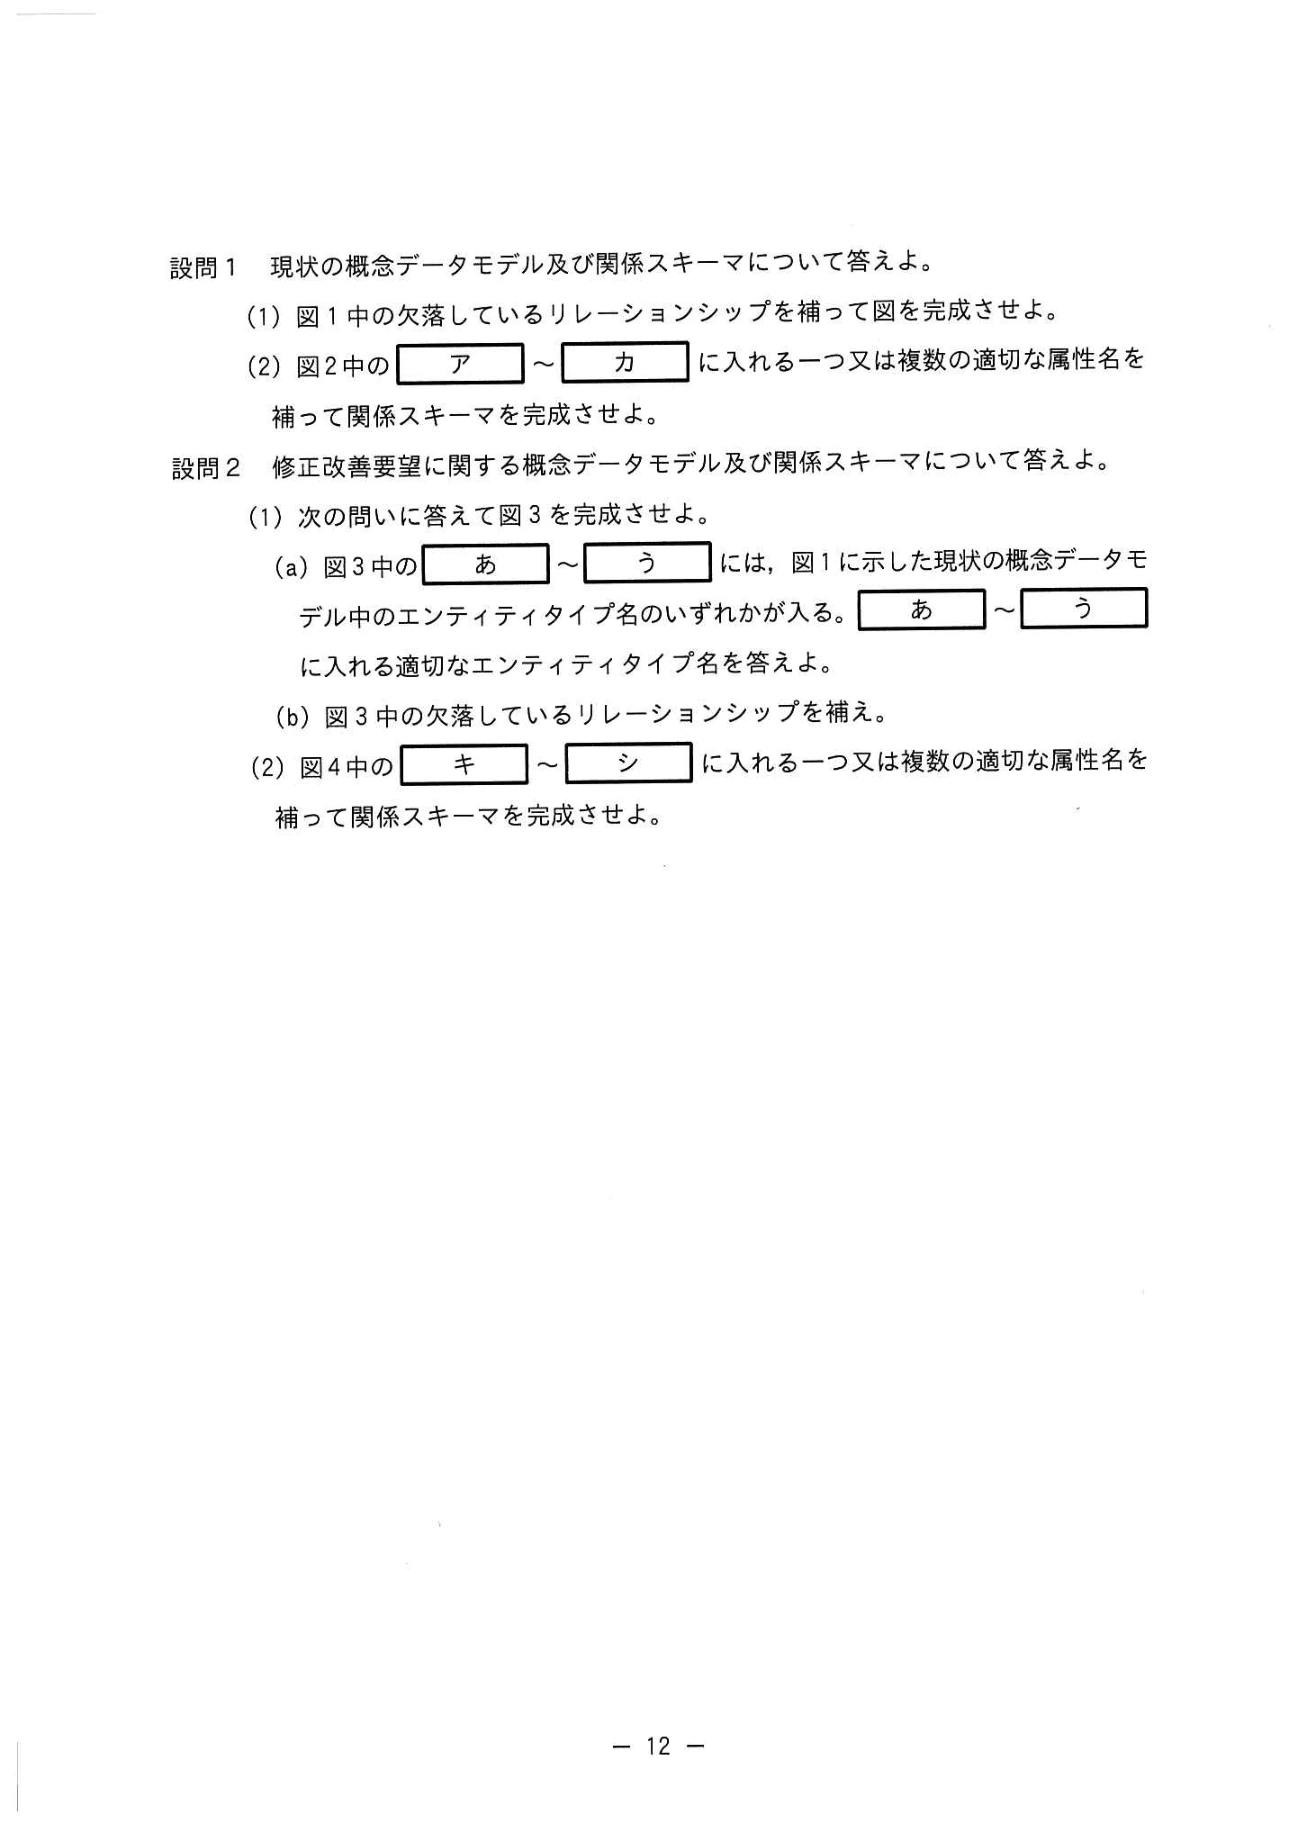 設問1 現状の概念データモデル及び関係スキーマについて答えよ。
(1) 図1中の欠落しているリレーションシップを補って図を完成させよ。
(2) 図2中の ア ～ カ に入れる一つ又は複数の適切な属性名を
補って関係スキーマを完成させよ。
設問2 修正改善要望に関する概念データモデル及び関係スキーマについて答えよ。
(1) 次の問いに答えて図3を完成させよ。
(a) 図3中の あ ～ う には，図1に示した現状の概念データモ
デル中のエンティティタイプ名のいずれかが入る。 あ ～ う
に入れる適切なエンティティタイプ名を答えよ。
(b) 図3中の欠落しているリレーションシップを補え。
(2) 図4中の キ ～ シ に入れる一つ又は複数の適切な属性名を
補って関係スキーマを完成させよ。
－ 12 －